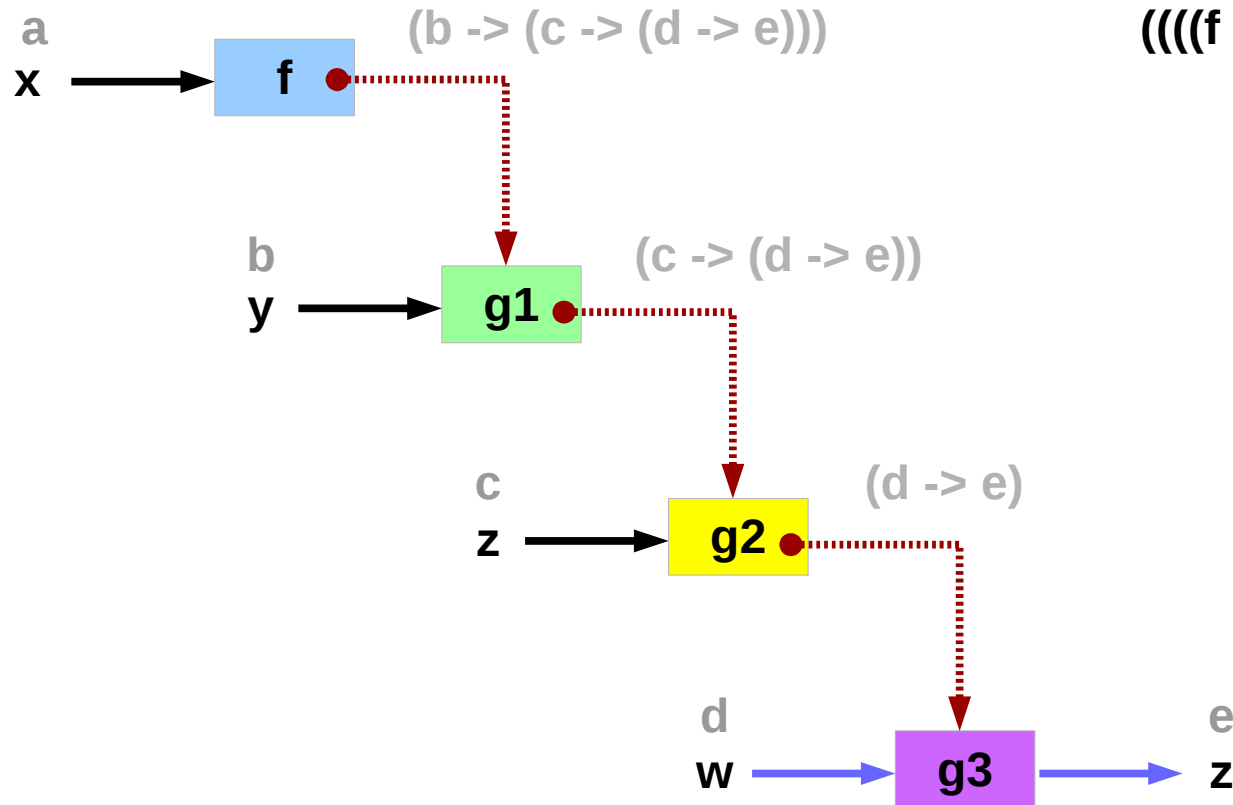 a (b -> (c -> (d -> e))) ((((f
x f
b (c -> (d -> e))
y g1
c (d -> e)
z g2
d e
w g3 z